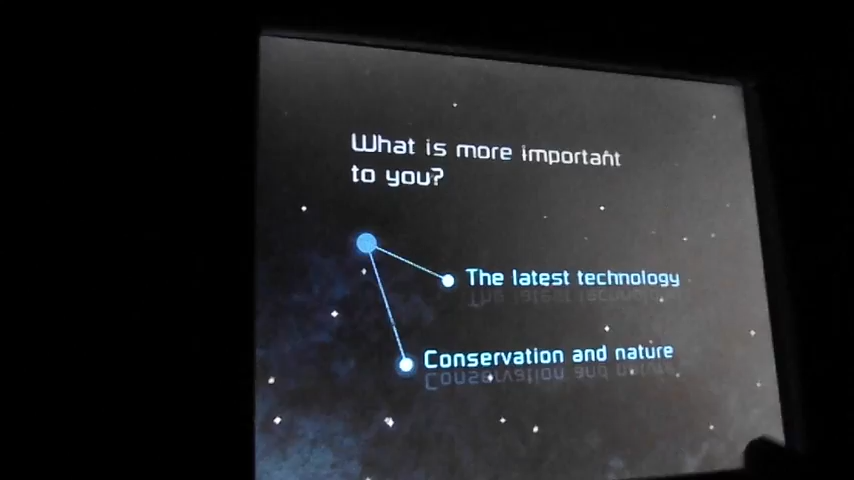 What is more important
to you?
The latest technology
Conservation and nature